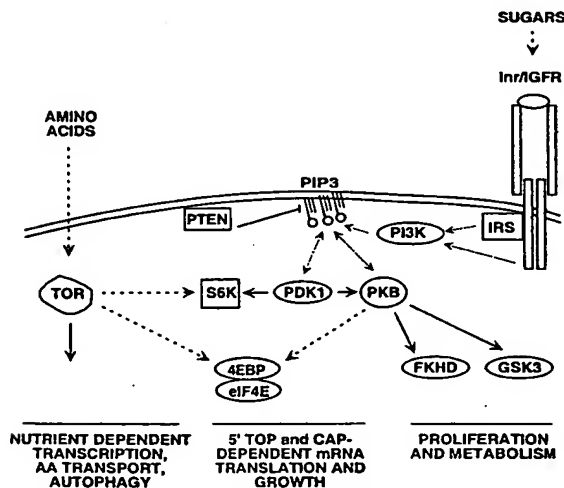 SUGARS
Inr/IGFR
AMINO
ACIDS
PIP3
PTEN
PI3K
IRS
TOR
S6K
PDK1
PKB
4EBP
eIF4E
FKHD
GSK3
NUTRIENT DEPENDENT
TRANSCRIPTION,
AA TRANSPORT,
AUTOPHAGY
5' TOP and CAP-
DEPENDENT mRNA
TRANSLATION AND
GROWTH
PROLIFERATION
AND METABOLISM